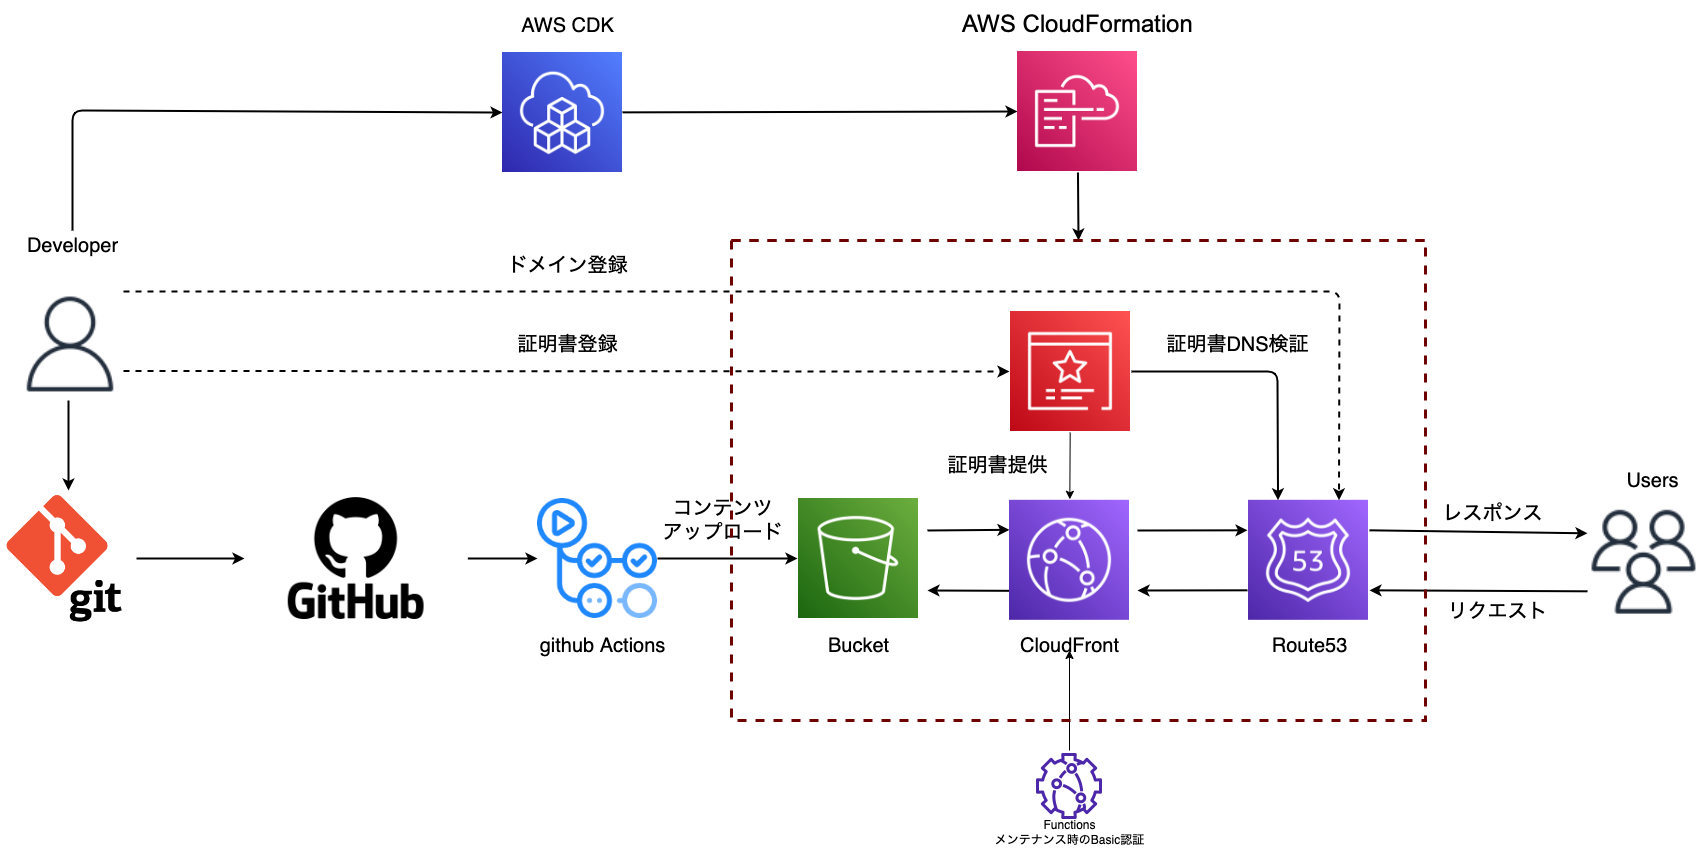 AWS CDK
AWS CloudFormation
Developer
ドメイン登録
証明書登録
証明書DNS検証
証明書提供
Users
コンテンツ
アップロード
レスポンス
53
リクエスト
git
GitHub
github Actions
Bucket
CloudFront
Route53
Functions
メンテナンス時のBasic認証